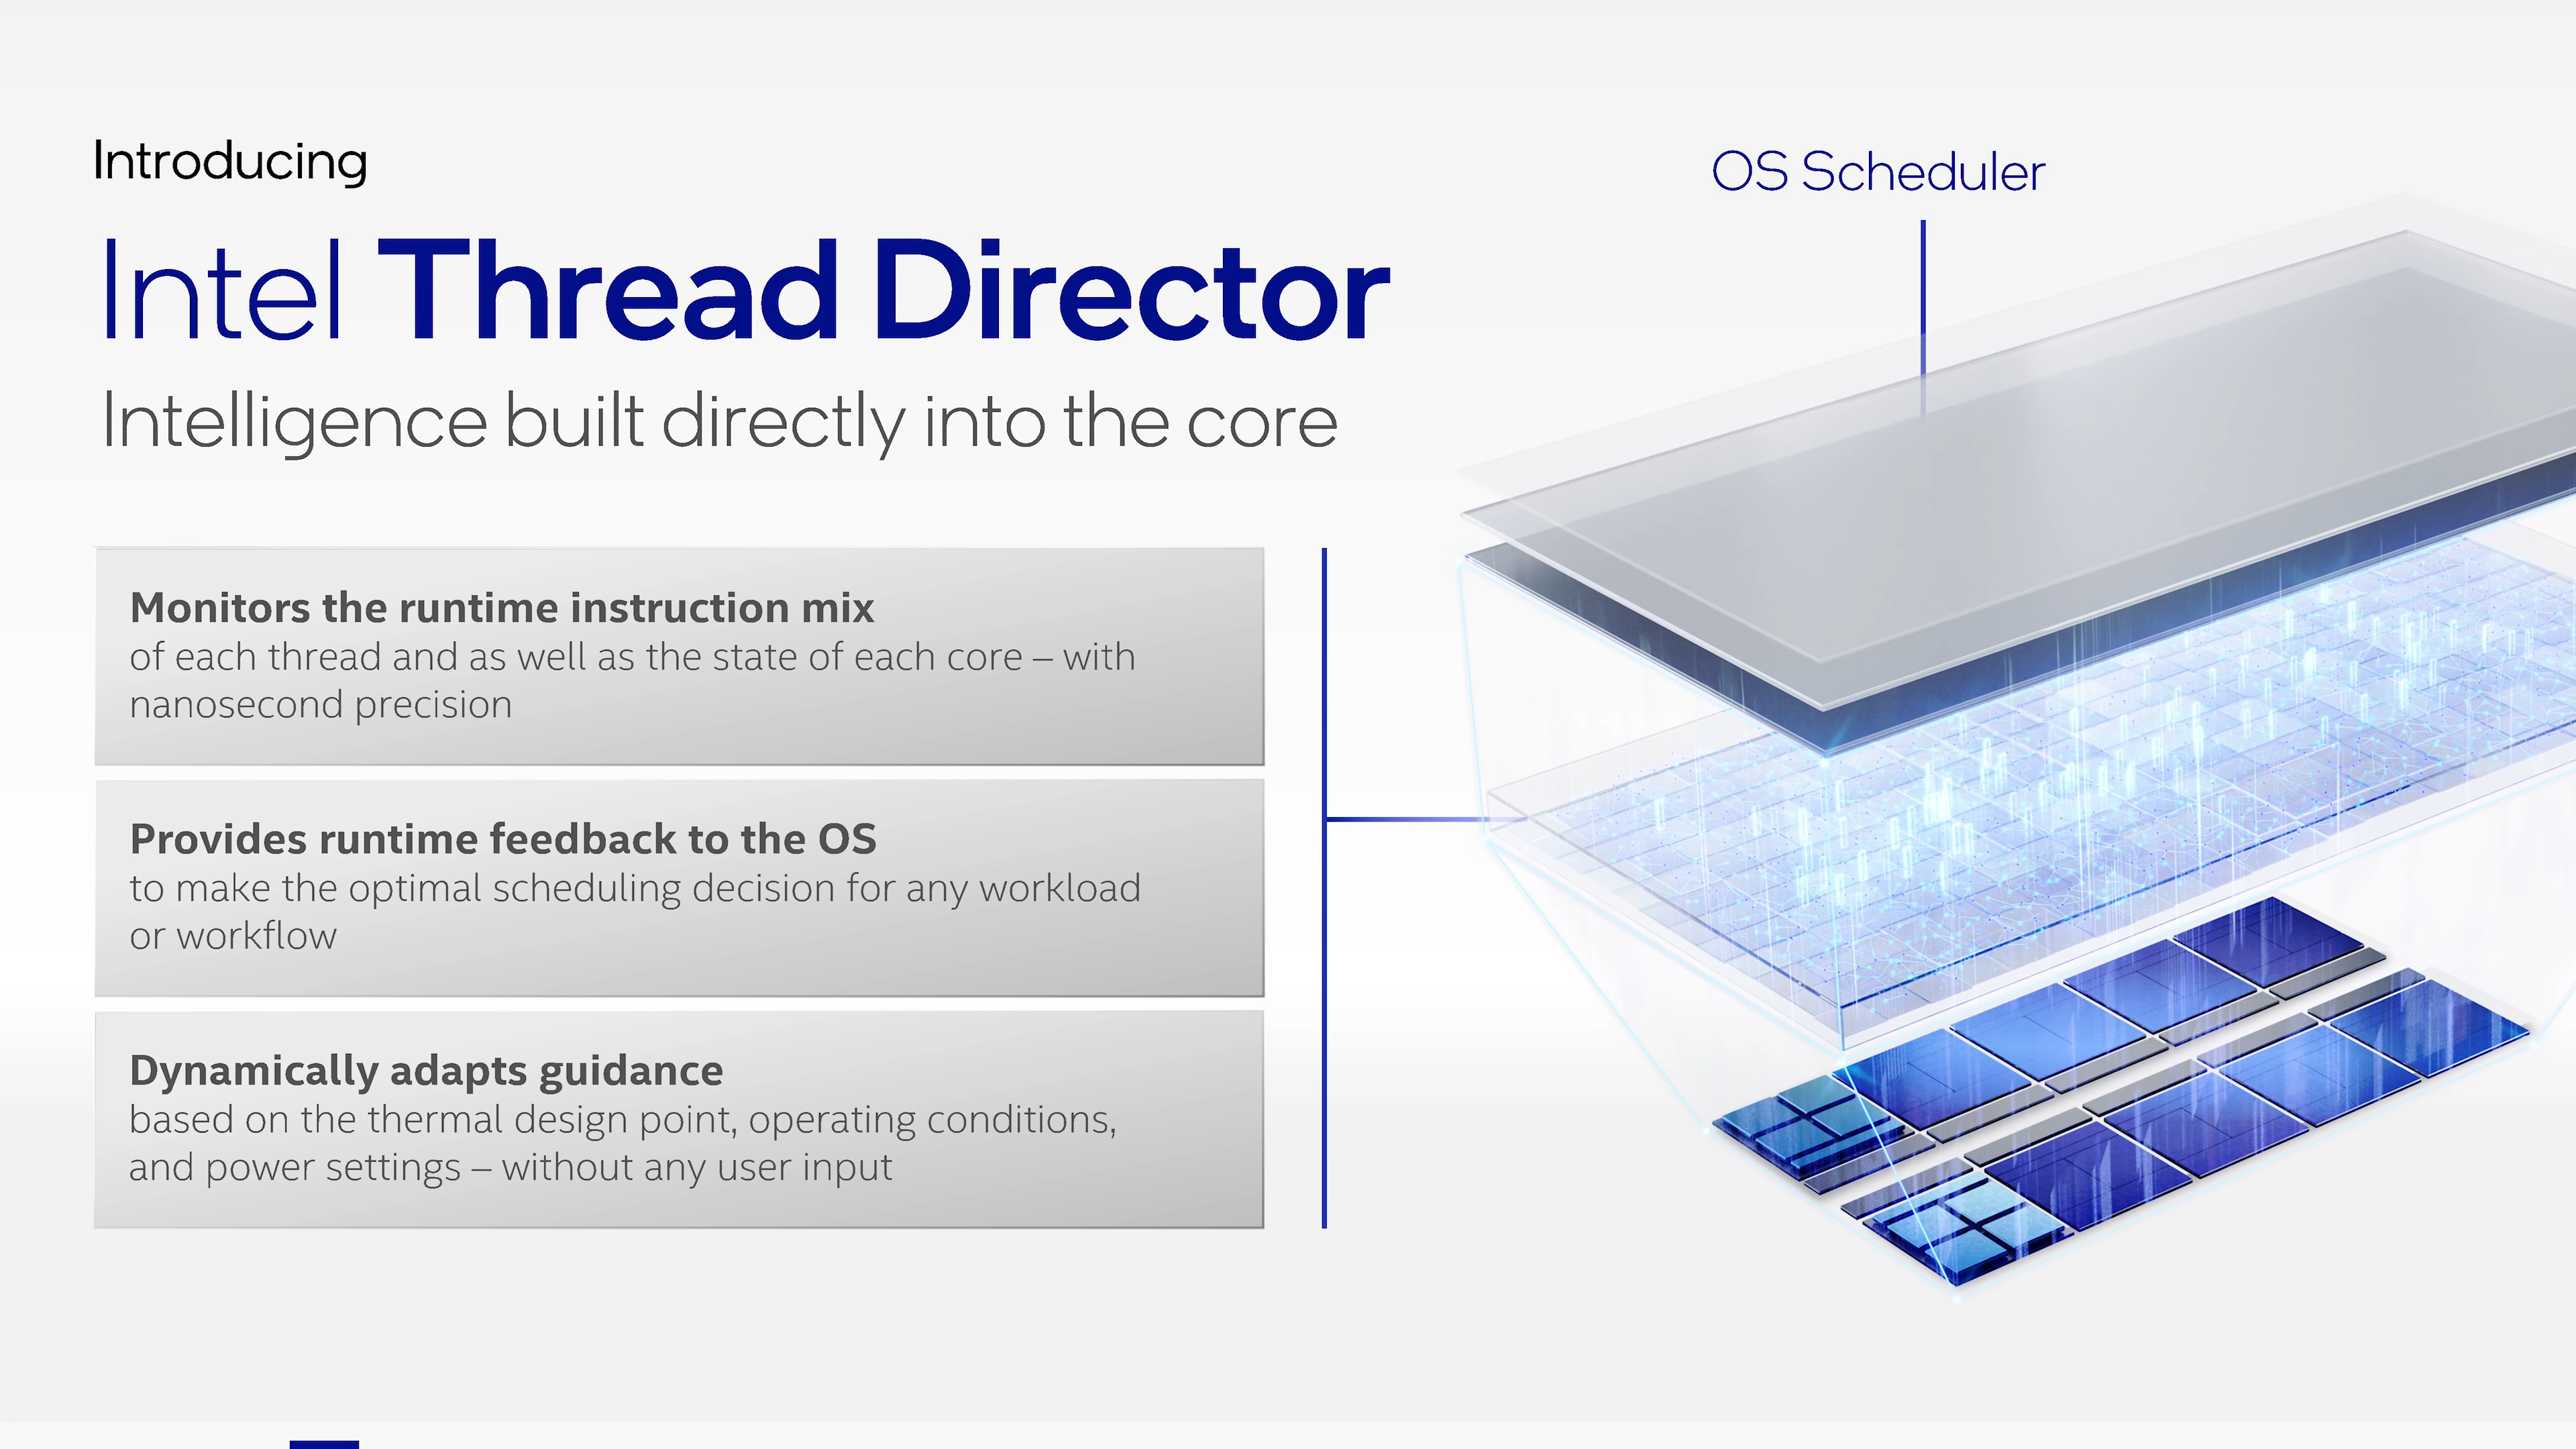 Introducing
OS Scheduler
Intel Thread Director
Intelligence built directly into the core
Monitors the runtime instruction mix
of each thread and as well as the state of each core – with
nanosecond precision
Provides runtime feedback to the OS
to make the optimal scheduling decision for any workload
or workflow
Dynamically adapts guidance
based on the thermal design point, operating conditions,
and power settings – without any user input